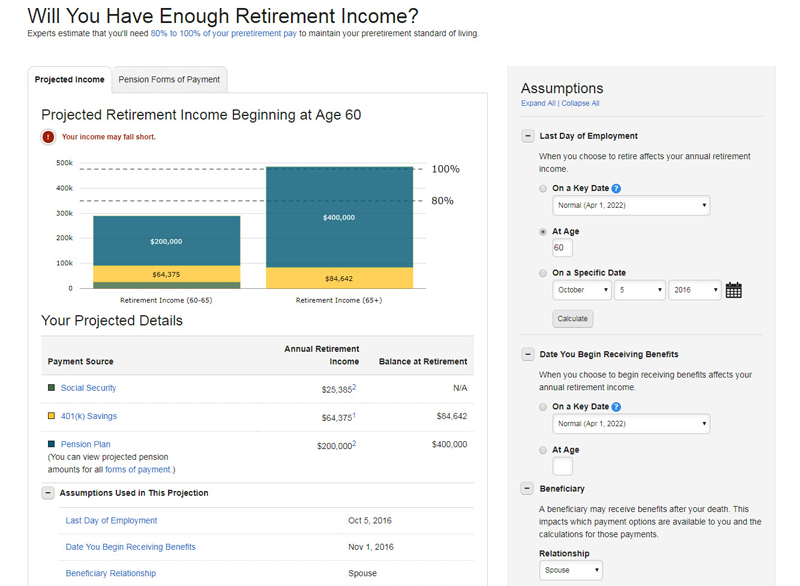 Will You Have Enough Retirement Income?
Experts estimate that you'll need 80% to 100% of your preretirement pay to maintain your preretirement standard of living.
Projected Income
Pension Forms of Payment
Projected Retirement Income Beginning at Age 60
! Your income may fall short.
500k
400k
300k
200k
100k
0
100%
80%
$200,000
$64,375
$400,000
$84,642
Retirement Income (60-65)
Retirement Income (65+)
Your Projected Details
Payment Source
Annual Retirement
Income
Balance at Retirement
Social Security
$25,385²
N/A
401(k) Savings
$64,375¹
$84,642
Pension Plan
$200,000²
$400,000
(You can view projected pension
amounts for all forms of payment.)
Assumptions Used in This Projection
Last Day of Employment
Oct 5, 2016
Date You Begin Receiving Benefits
Nov 1, 2016
Beneficiary Relationship
Spouse
Assumptions
Expand All | Collapse All
Last Day of Employment
When you choose to retire affects your annual retirement
income.
On a Key Date ?
Normal (Apr 1, 2022)
At Age
60
On a Specific Date
October
5
2016
Calculate
Date You Begin Receiving Benefits
When you choose to begin receiving benefits affects your
annual retirement income.
On a Key Date ?
Normal (Apr 1, 2022)
At Age
Beneficiary
A beneficiary may receive benefits after your death. This
impacts which payment options are available to you and the
calculations for those payments.
Relationship
Spouse